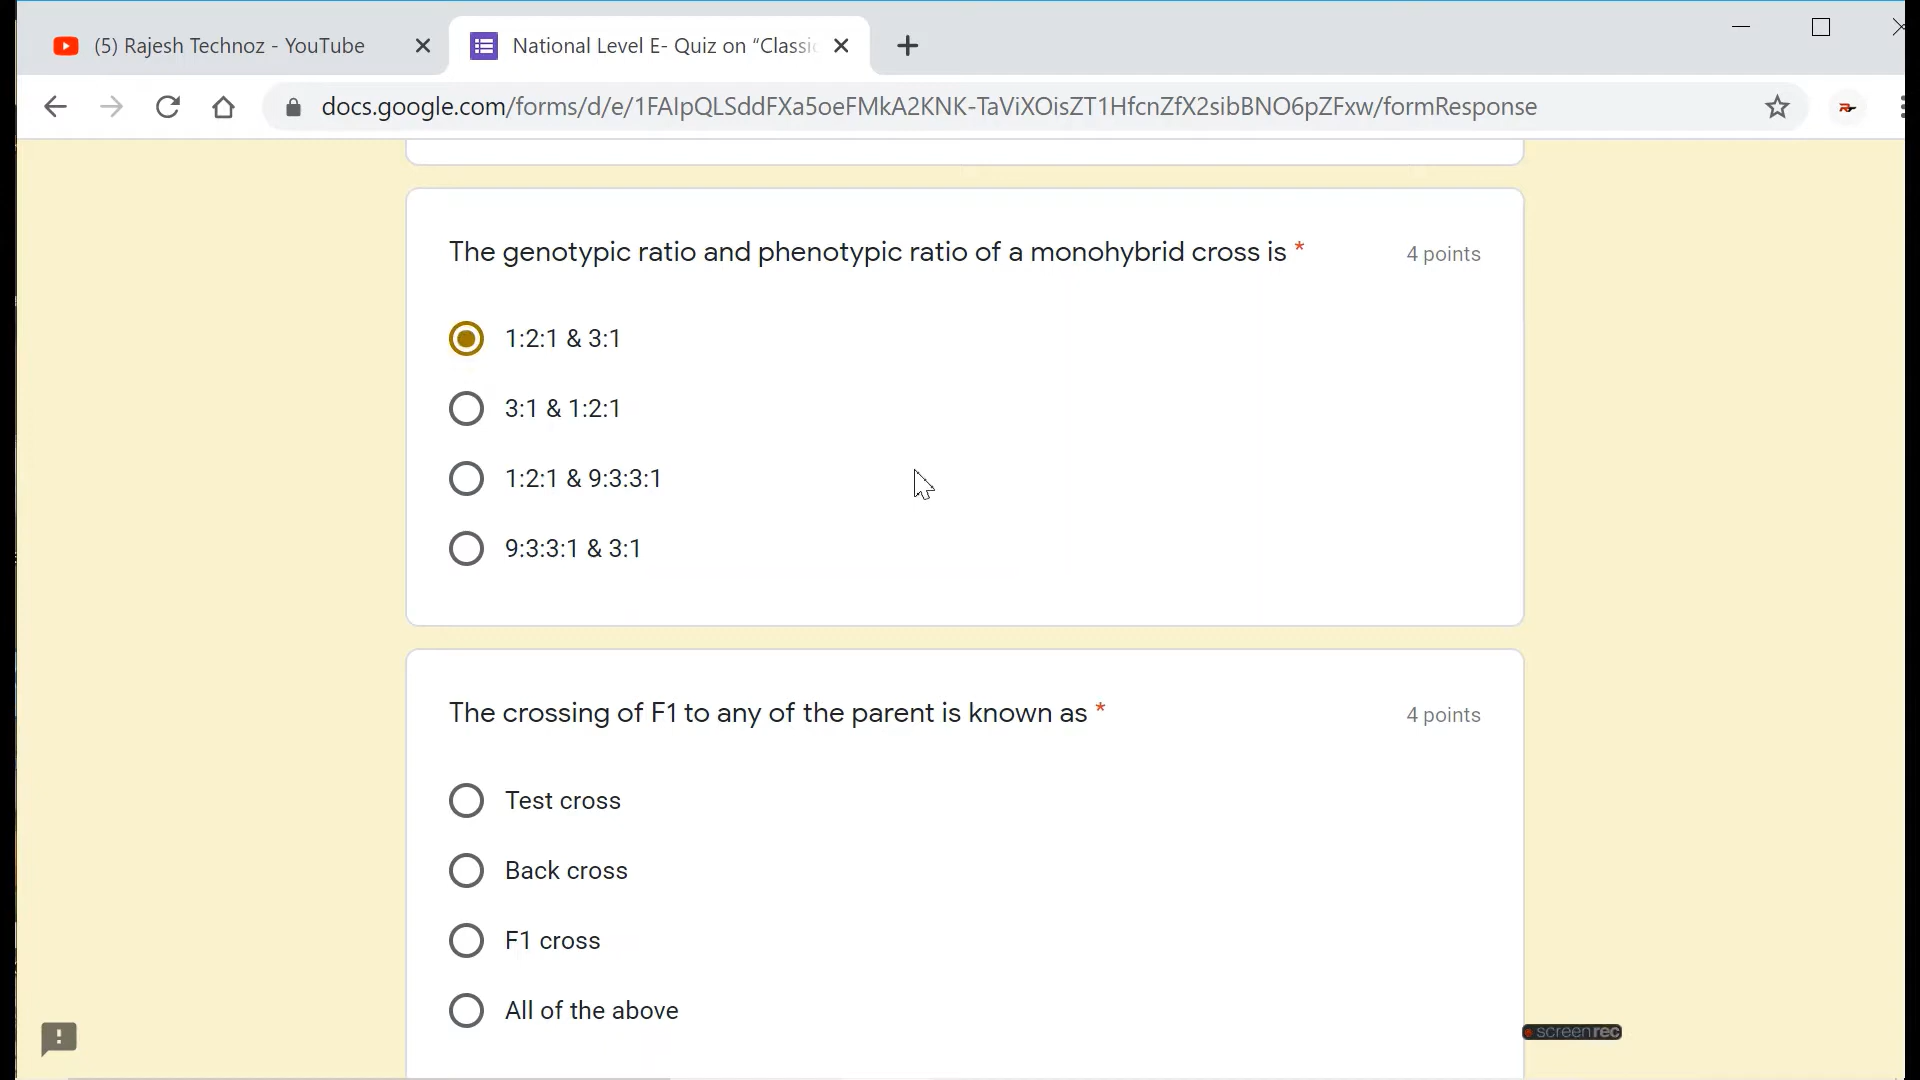 (5) Rajesh Technoz - YouTube
National Level E- Quiz on “Classi
docs.google.com/forms/d/e/1FAIpQLSddFXa5oeFMkA2KNK-TaViXOisZT1HfcnZfX2sibBNO6pZFxw/formResponse
The genotypic ratio and phenotypic ratio of a monohybrid cross is *
4 points
1:2:1 & 3:1
3:1 & 1:2:1
1:2:1 & 9:3:3:1
9:3:3:1 & 3:1
The crossing of F1 to any of the parent is known as *
4 points
Test cross
Back cross
F1 cross
All of the above
screenrec